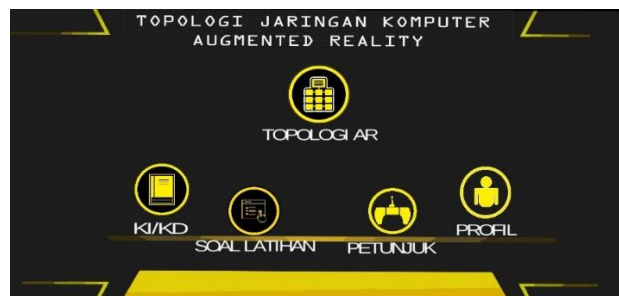 TOPOLOGI JARINGAN KOMPUTER
AUGMENTED REALITY
TOPOLOGI AR
KI/KD
SOAL LATIHAN
PETUNJUK
PROFIL